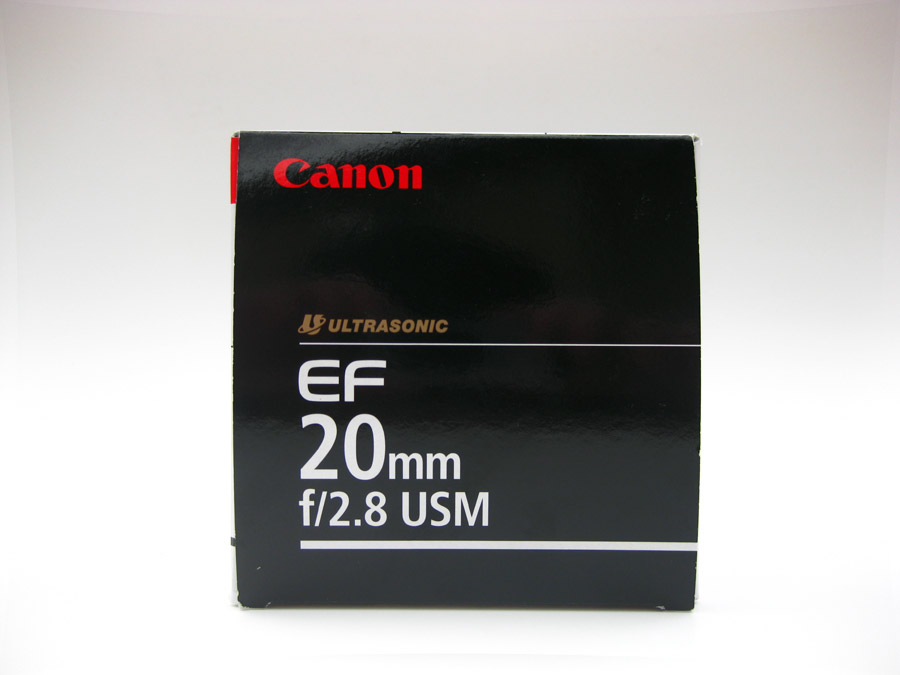 Canon
ULTRASONIC
EF
20mm
f/2.8 USM